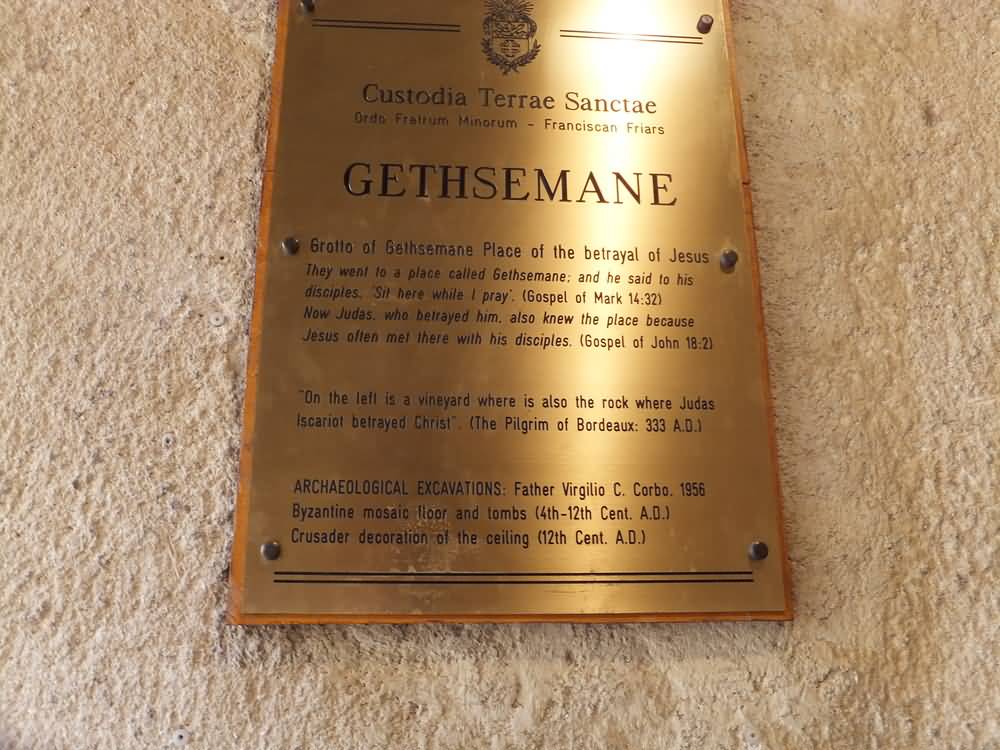 Custodia Terrae Sanctae
Ordo Fratrum Minorum - Franciscan Friars
GETHSEMANE
Grotto of Gethsemane Place of the betrayal of Jesus
They went to a place called Gethsemane; and he said to his
disciples, 'Sit here while I pray'. (Gospel of Mark 14:32)
Now Judas, who betrayed him, also knew the place because
Jesus often met there with his disciples. (Gospel of John 18:2)
"On the left is a vineyard where is also the rock where Judas
Iscariot betrayed Christ". (The Pilgrim of Bordeaux: 333 A.D.)
ARCHAEOLOGICAL EXCAVATIONS: Father Virgilio C. Corbo. 1956
Byzantine mosaic floor and tombs (4th-12th Cent. A.D.)
Crusader decoration of the ceiling (12th Cent. A.D.)